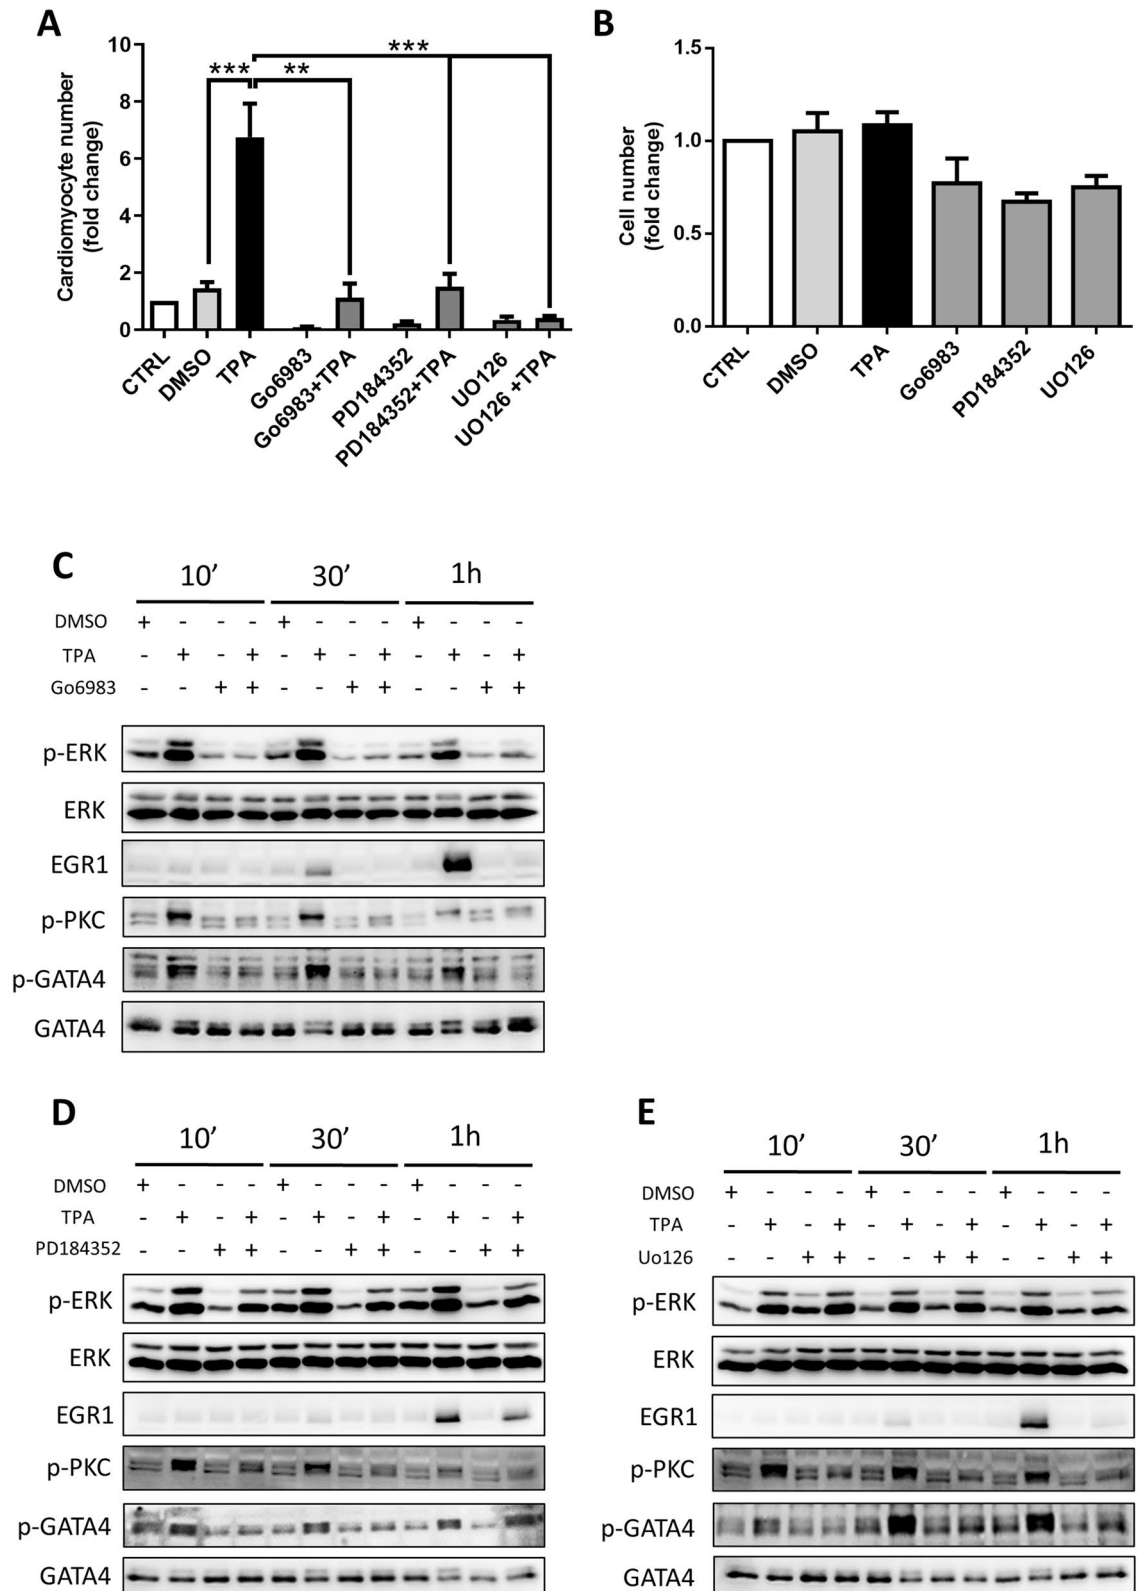 A
Cardiomyocyte number
(fold change)
10
8
6
4
2
0
***
***
**
CTRL
DMSO
TPA
Go6983
Go6983+TPA
PD184352
PD184352+TPA
UO126
UO126 +TPA
B
Cell number
(fold change)
1.5
1.0
0.5
0.0
CTRL
DMSO
TPA
Go6983
PD184352
UO126
C
10’ 30’ 1h
DMSO + - - - + - - - + - - -
TPA - + - + - + - + - + - +
Go6983 - - + + - - + + - - + +
p-ERK
ERK
EGR1
p-PKC
p-GATA4
GATA4
D
10’ 30’ 1h
DMSO + - - - + - - - + - - -
TPA - + - + - + - + - + - +
PD184352 - - + + - - + + - - + +
p-ERK
ERK
EGR1
p-PKC
p-GATA4
GATA4
E
10’ 30’ 1h
DMSO + - - - + - - - + - - -
TPA - + - + - + - + - + - +
Uo126 - - + + - - + + - - + +
p-ERK
ERK
EGR1
p-PKC
p-GATA4
GATA4